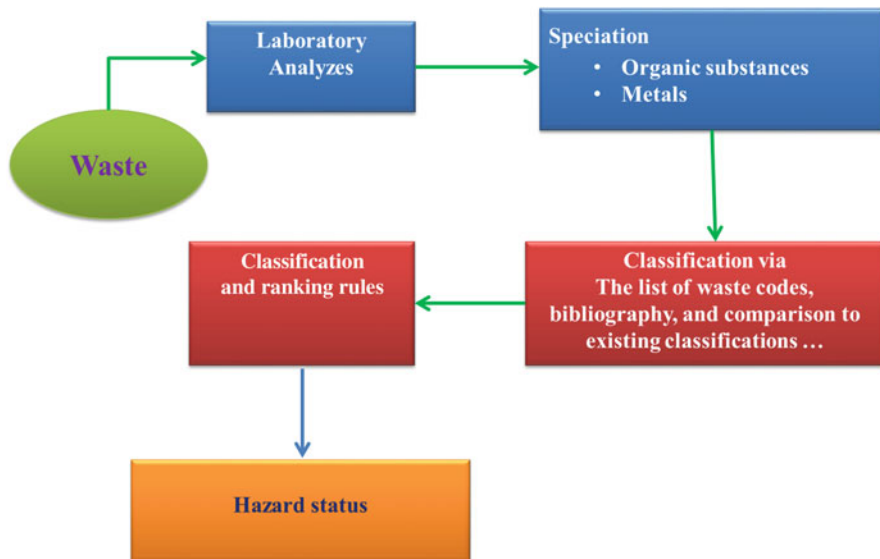 Waste
Laboratory
Analyzes
Speciation
• Organic substances
• Metals
Classification via
The list of waste codes,
bibliography, and comparison to
existing classifications …
Classification
and ranking rules
Hazard status